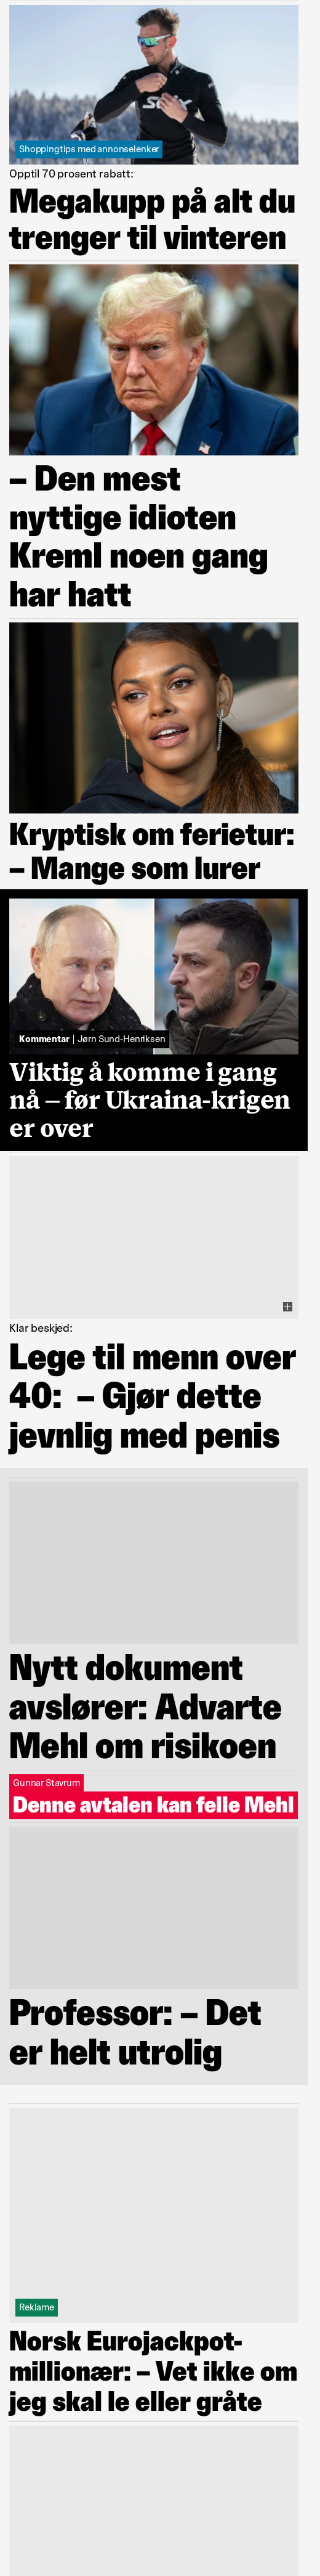 Swix
Shoppingtips med annonselenker
Opptil 70 prosent rabatt:
Megakupp på alt du
trenger til vinteren
– Den mest
nyttige idioten
Kreml noen gang
har hatt
Kryptisk om ferietur:
– Mange som lurer
Kommentar | Jørn Sund-Henriksen
Viktig å komme i gang
nå – før Ukraina-krigen
er over
Klar beskjed:
Lege til menn over
40: – Gjør dette
jevnlig med penis
Nytt dokument
avslører: Advarte
Mehl om risikoen
Gunnar Stavrum
Denne avtalen kan felle Mehl
Professor: – Det
er helt utrolig
Reklame
Norsk Eurojackpot-
millionær: – Vet ikke om
jeg skal le eller gråte